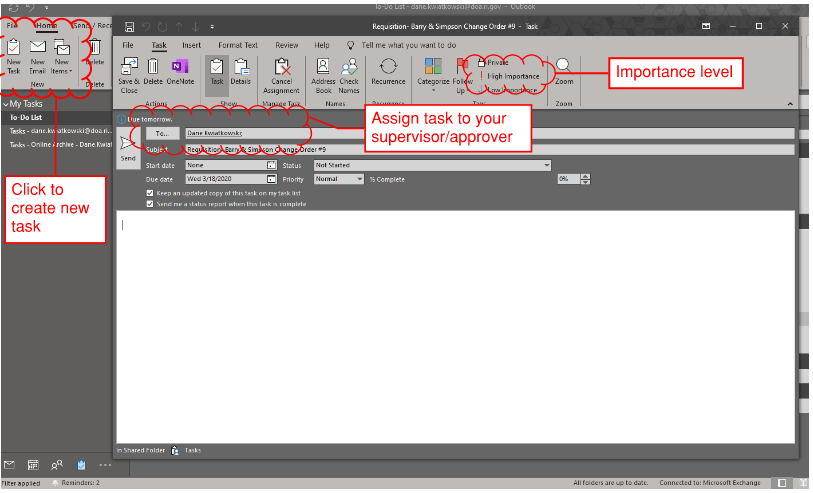 To-Do List - dane.kwiatkowski@doa.ri.gov - Outlook
File Home Send / Rece
New Task
New Email
New Items
Delete
New
Delete
My Tasks
To-Do List
Tasks - dane.kwiatkowski@doa.ri...
Tasks - Online Archive - Dane.Kwiat
Click to
create new
task
Requisition- Barry & Simpson Change Order #9 - Task
File Task Insert Format Text Review Help Tell me what you want to do
Save & Close
Delete
OneNote
Task
Details
Cancel Assignment
Address Book
Check Names
Recurrence
Categorize
Follow Up
Private
High Importance
Low Importance
Zoom
Actions Show Manage Task Names Recurrence Tags Zoom
Importance level
Assign task to your
supervisor/approver
Due tomorrow.
To...
Dane Kwiatkowski;
Send
Subject
Requisition- Barry & Simpson Change Order #9
Start date None Status Not Started
Due date Wed 3/18/2020 Priority Normal % Complete 0%
Keep an updated copy of this task on my task list
Send me a status report when this task is complete
In Shared Folder Tasks
Filter applied Reminders: 2 All folders are up to date. Connected to: Microsoft Exchange